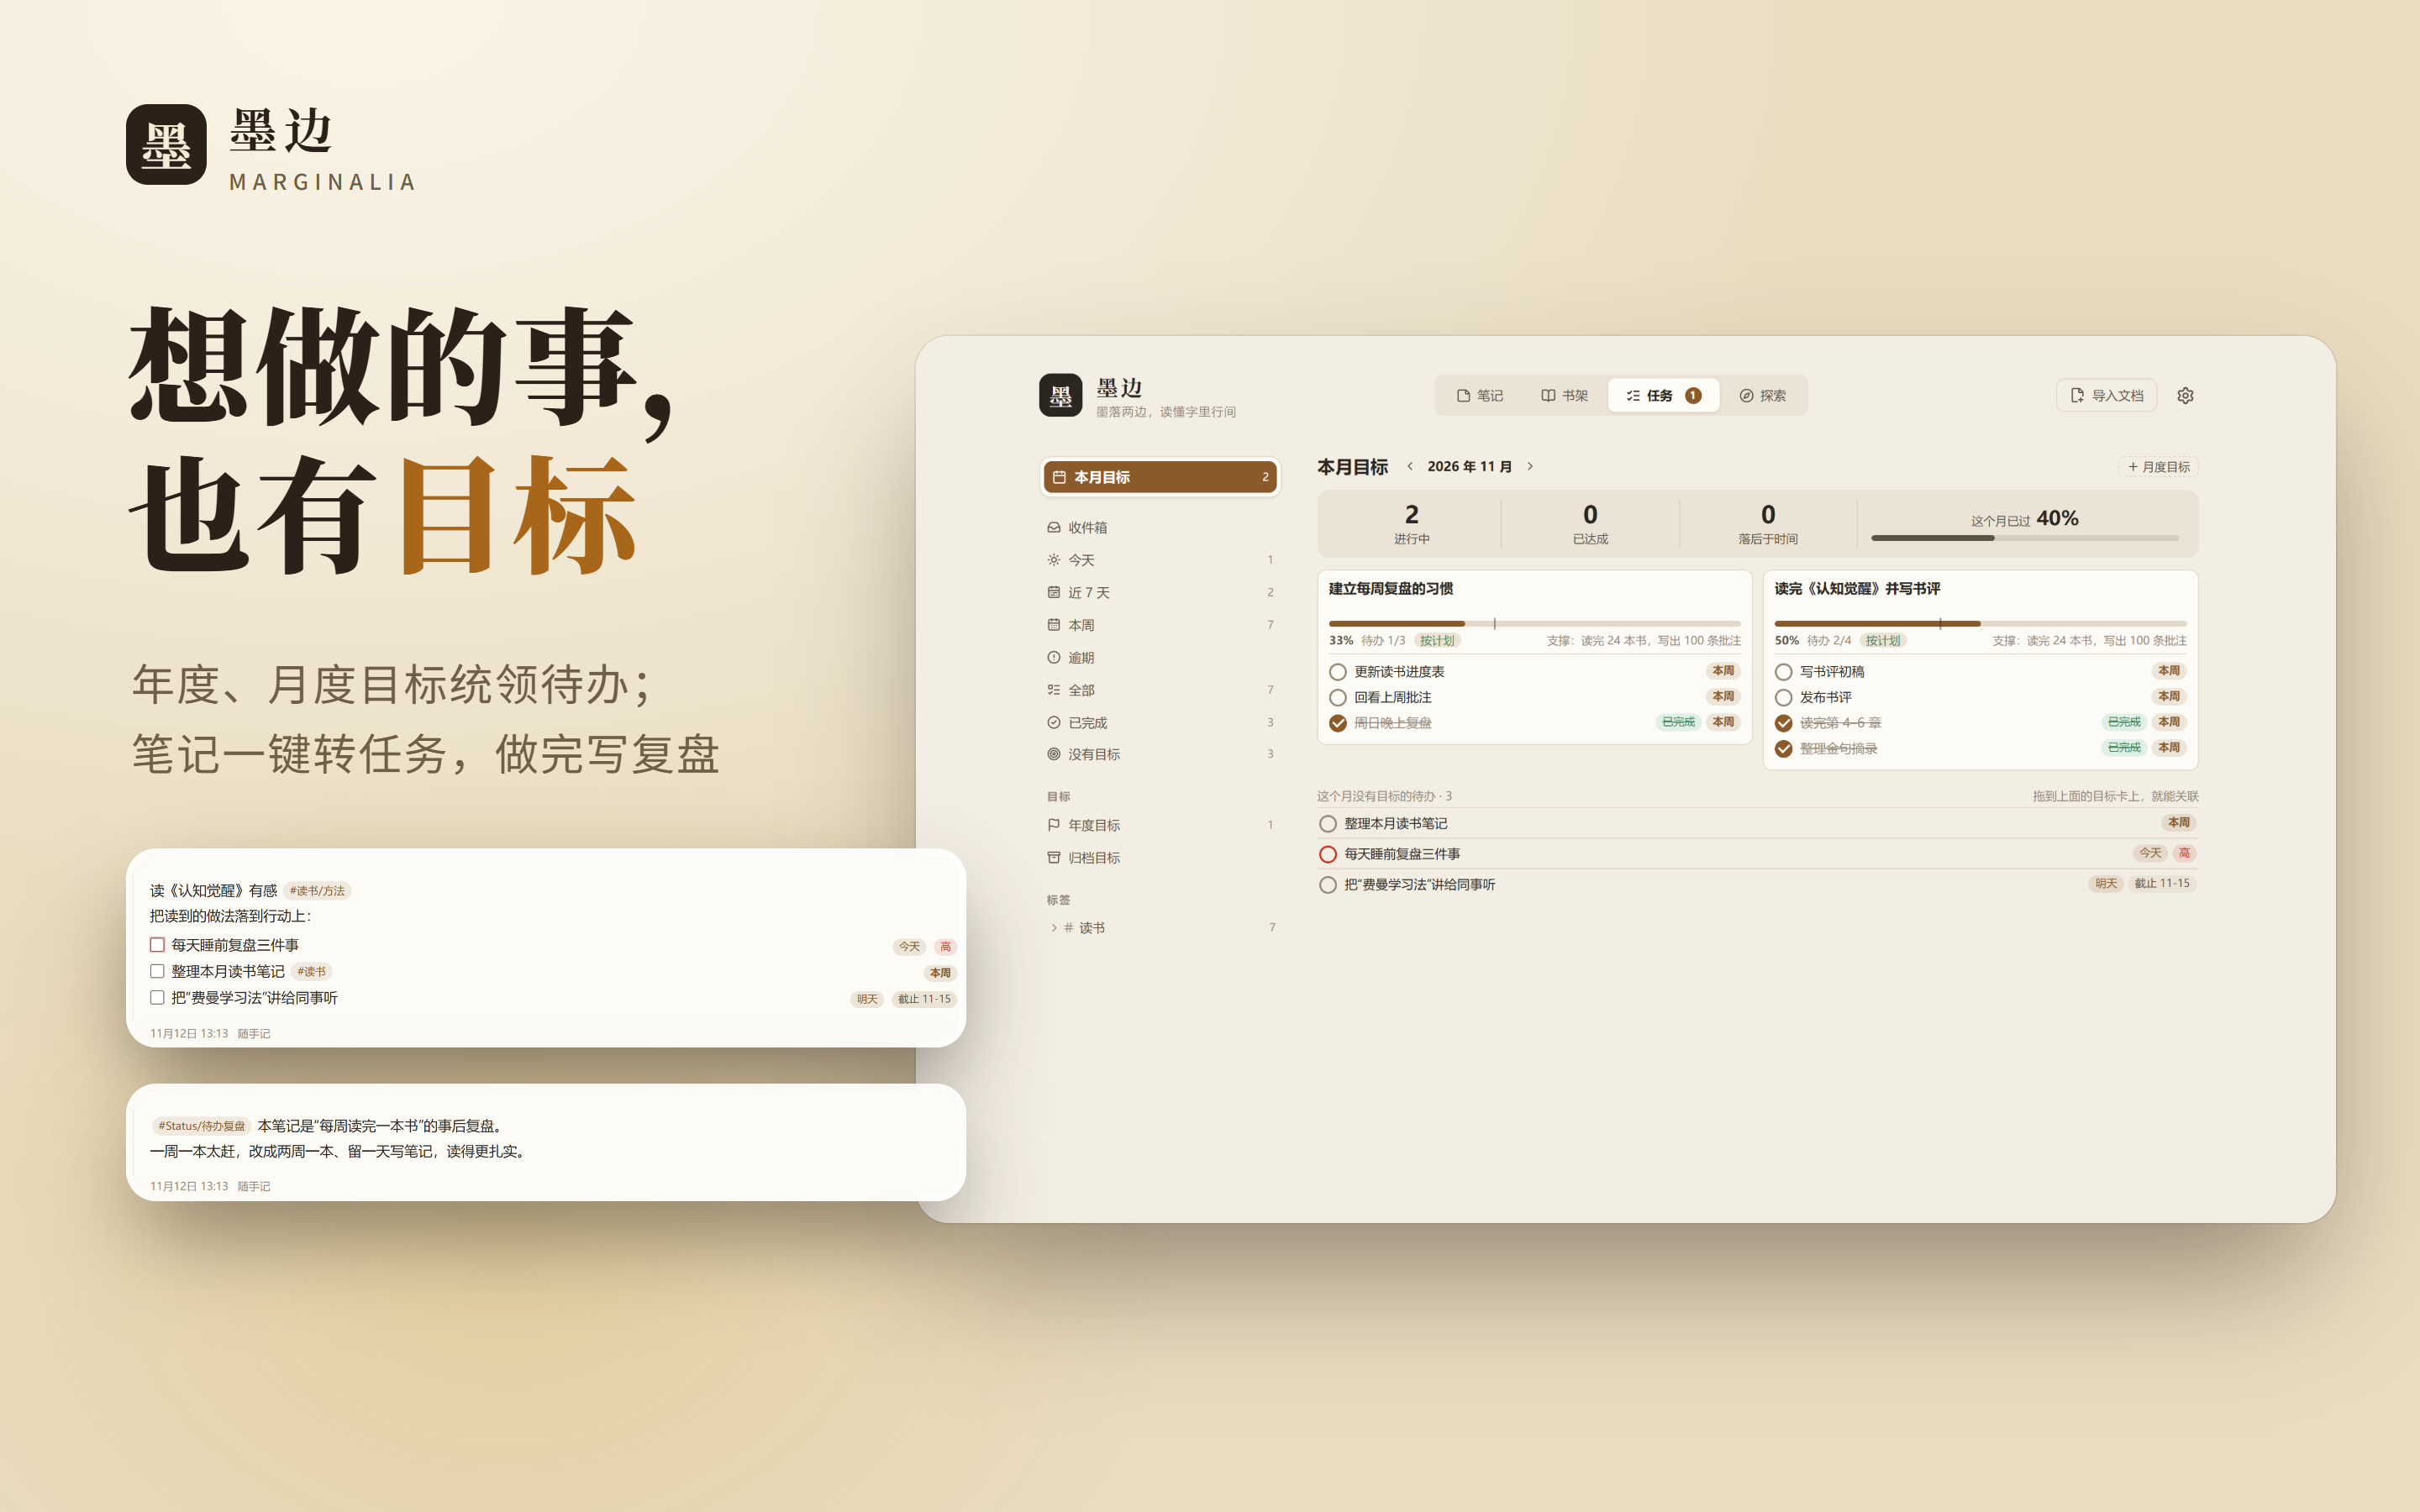 墨
墨边
MARGINALIA
想做的事，
也有目标
年度、月度目标统领待办；
笔记一键转任务，做完写复盘
读《认知觉醒》有感 #读书/方法
把读到的做法落到行动上：
每天睡前复盘三件事 今天 高
整理本月读书笔记 #读书 本周
把“费曼学习法”讲给同事听 明天 截止 11-15
11月12日 13:13 随手记
#Status/待办复盘 本笔记是“每周读完一本书”的事后复盘。
一周一本太赶，改成两周一本、留一天写笔记，读得更扎实。
11月12日 13:13 随手记
墨
墨边
墨落两边，读懂字里行间
笔记 书架 任务 1 探索
导入文档
本月目标 2
收件箱
今天 1
近 7 天 2
本周 7
逾期
全部 7
已完成 3
没有目标 3
目标
年度目标 1
归档目标
标签
# 读书 7
本月目标 2026 年 11 月
+ 月度目标
2 进行中
0 已达成
0 落后于时间
这个月已过 40%
建立每周复盘的习惯
33% 待办 1/3 按计划 支撑：读完 24 本书，写出 100 条批注
更新读书进度表 本周
回看上周批注 本周
周日晚上复盘 已完成 本周
读完《认知觉醒》并写书评
50% 待办 2/4 按计划 支撑：读完 24 本书，写出 100 条批注
写书评初稿 本周
发布书评 本周
读完第 4–6 章 已完成 本周
整理金句摘录 已完成 本周
这个月没有目标的待办 · 3 拖到上面的目标卡上，就能关联
整理本月读书笔记 本周
每天睡前复盘三件事 今天 高
把“费曼学习法”讲给同事听 明天 截止 11-15